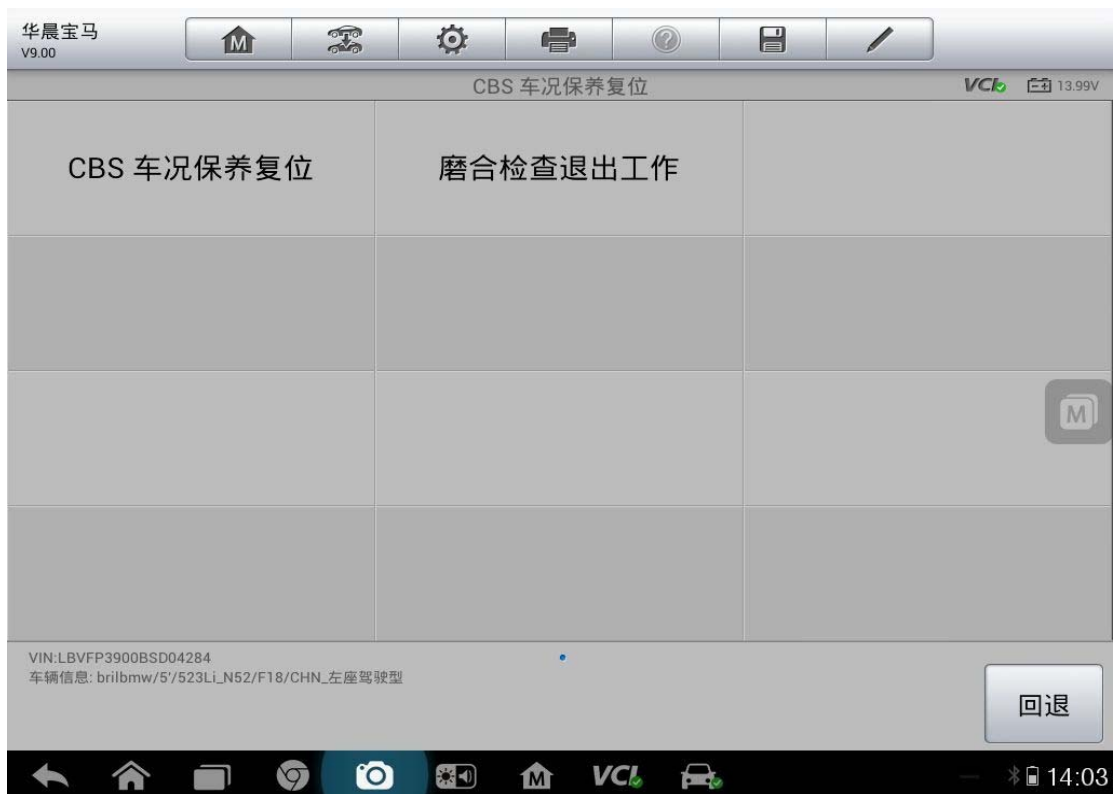 华晨宝马
V9.00
CBS 车况保养复位
VCI 13.99V
CBS 车况保养复位
磨合检查退出工作
M
VIN:LBVFP3900BSD04284
车辆信息: brilbmw/5'/523Li_N52/F18/CHN_左座驾驶型
回退
VCI
14:03